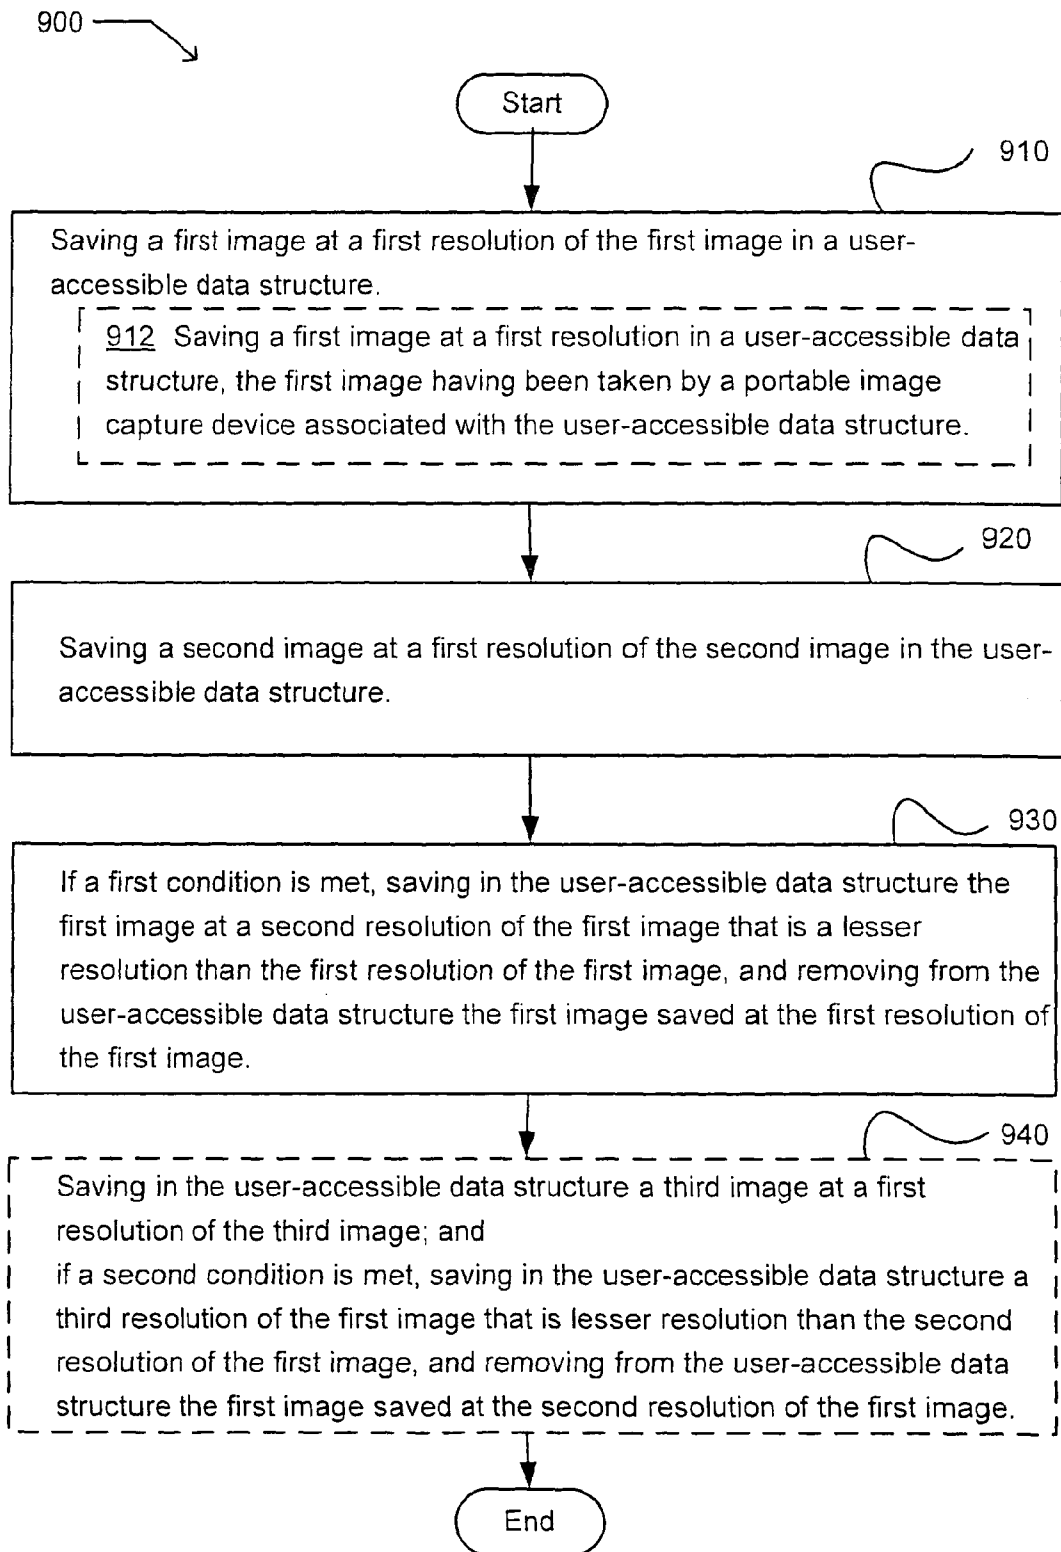 900
Start
910
Saving a first image at a first resolution of the first image in a user-
accessible data structure.
912 Saving a first image at a first resolution in a user-accessible data
structure, the first image having been taken by a portable image
capture device associated with the user-accessible data structure.
920
Saving a second image at a first resolution of the second image in the user-
accessible data structure.
930
If a first condition is met, saving in the user-accessible data structure the
first image at a second resolution of the first image that is a lesser
resolution than the first resolution of the first image, and removing from the
user-accessible data structure the first image saved at the first resolution of
the first image.
940
Saving in the user-accessible data structure a third image at a first
resolution of the third image; and
if a second condition is met, saving in the user-accessible data structure a
third resolution of the first image that is lesser resolution than the second
resolution of the first image, and removing from the user-accessible data
structure the first image saved at the second resolution of the first image.
End